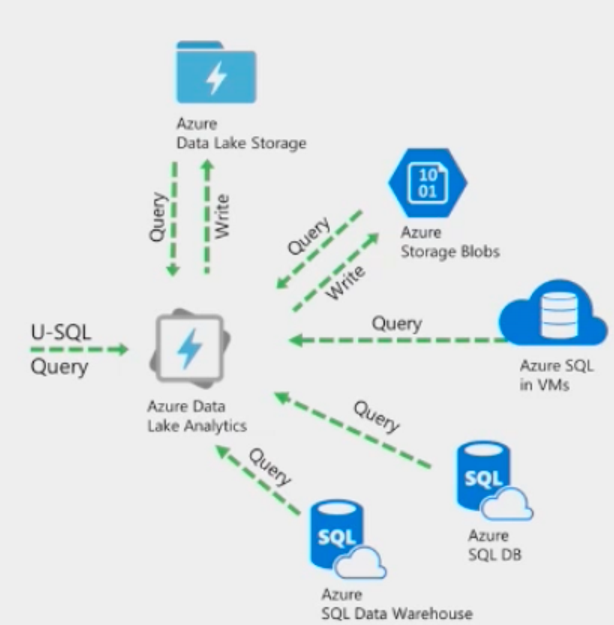 Azure
Data Lake Storage
Query
Write
10
01
Azure
Storage Blobs
Query
Write
U-SQL
Query
Query
Azure SQL
in VMs
Azure Data
Lake Analytics
Query
Query
SQL
Azure
SQL DB
SQL
Azure
SQL Data Warehouse